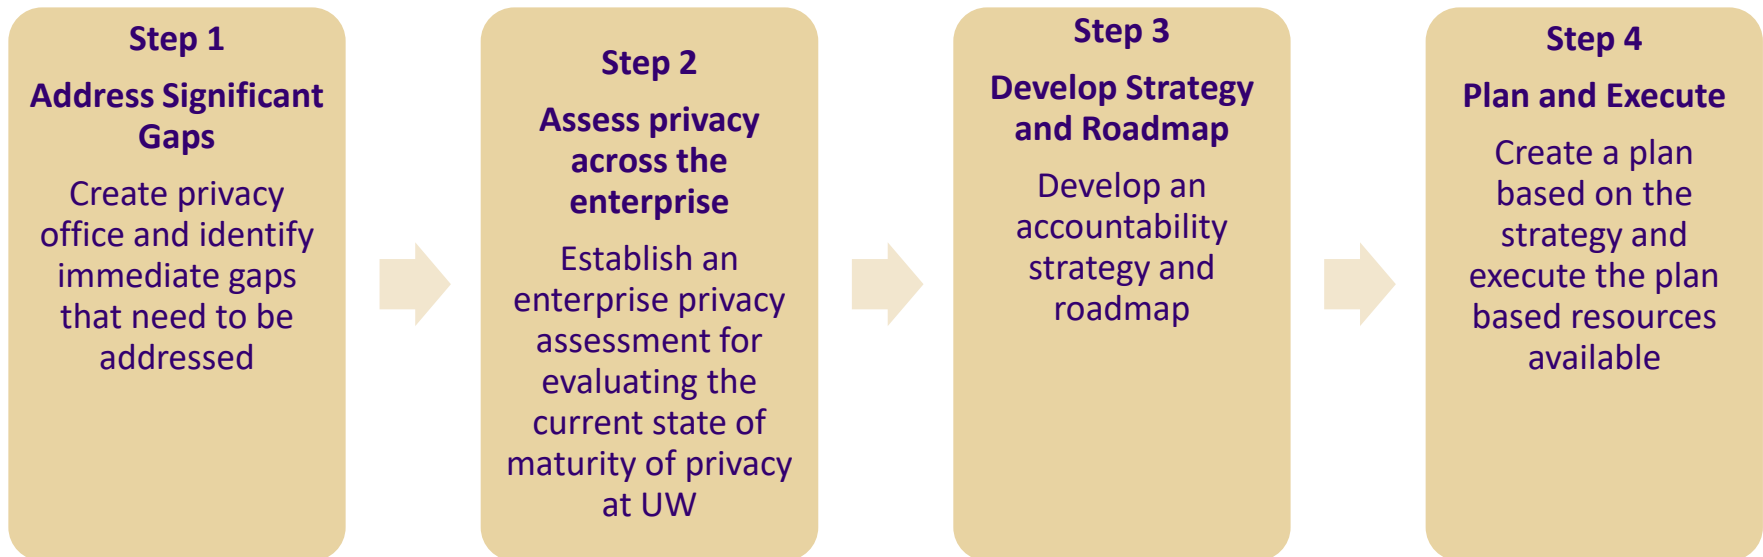 Step 1
Address Significant
Gaps
Create privacy
office and identify
immediate gaps
that need to be
addressed
Step 2
Assess privacy
across the
enterprise
Establish an
enterprise privacy
assessment for
evaluating the
current state of
maturity of privacy
at UW
Step 3
Develop Strategy
and Roadmap
Develop an
accountability
strategy and
roadmap
Step 4
Plan and Execute
Create a plan
based on the
strategy and
execute the plan
based resources
available